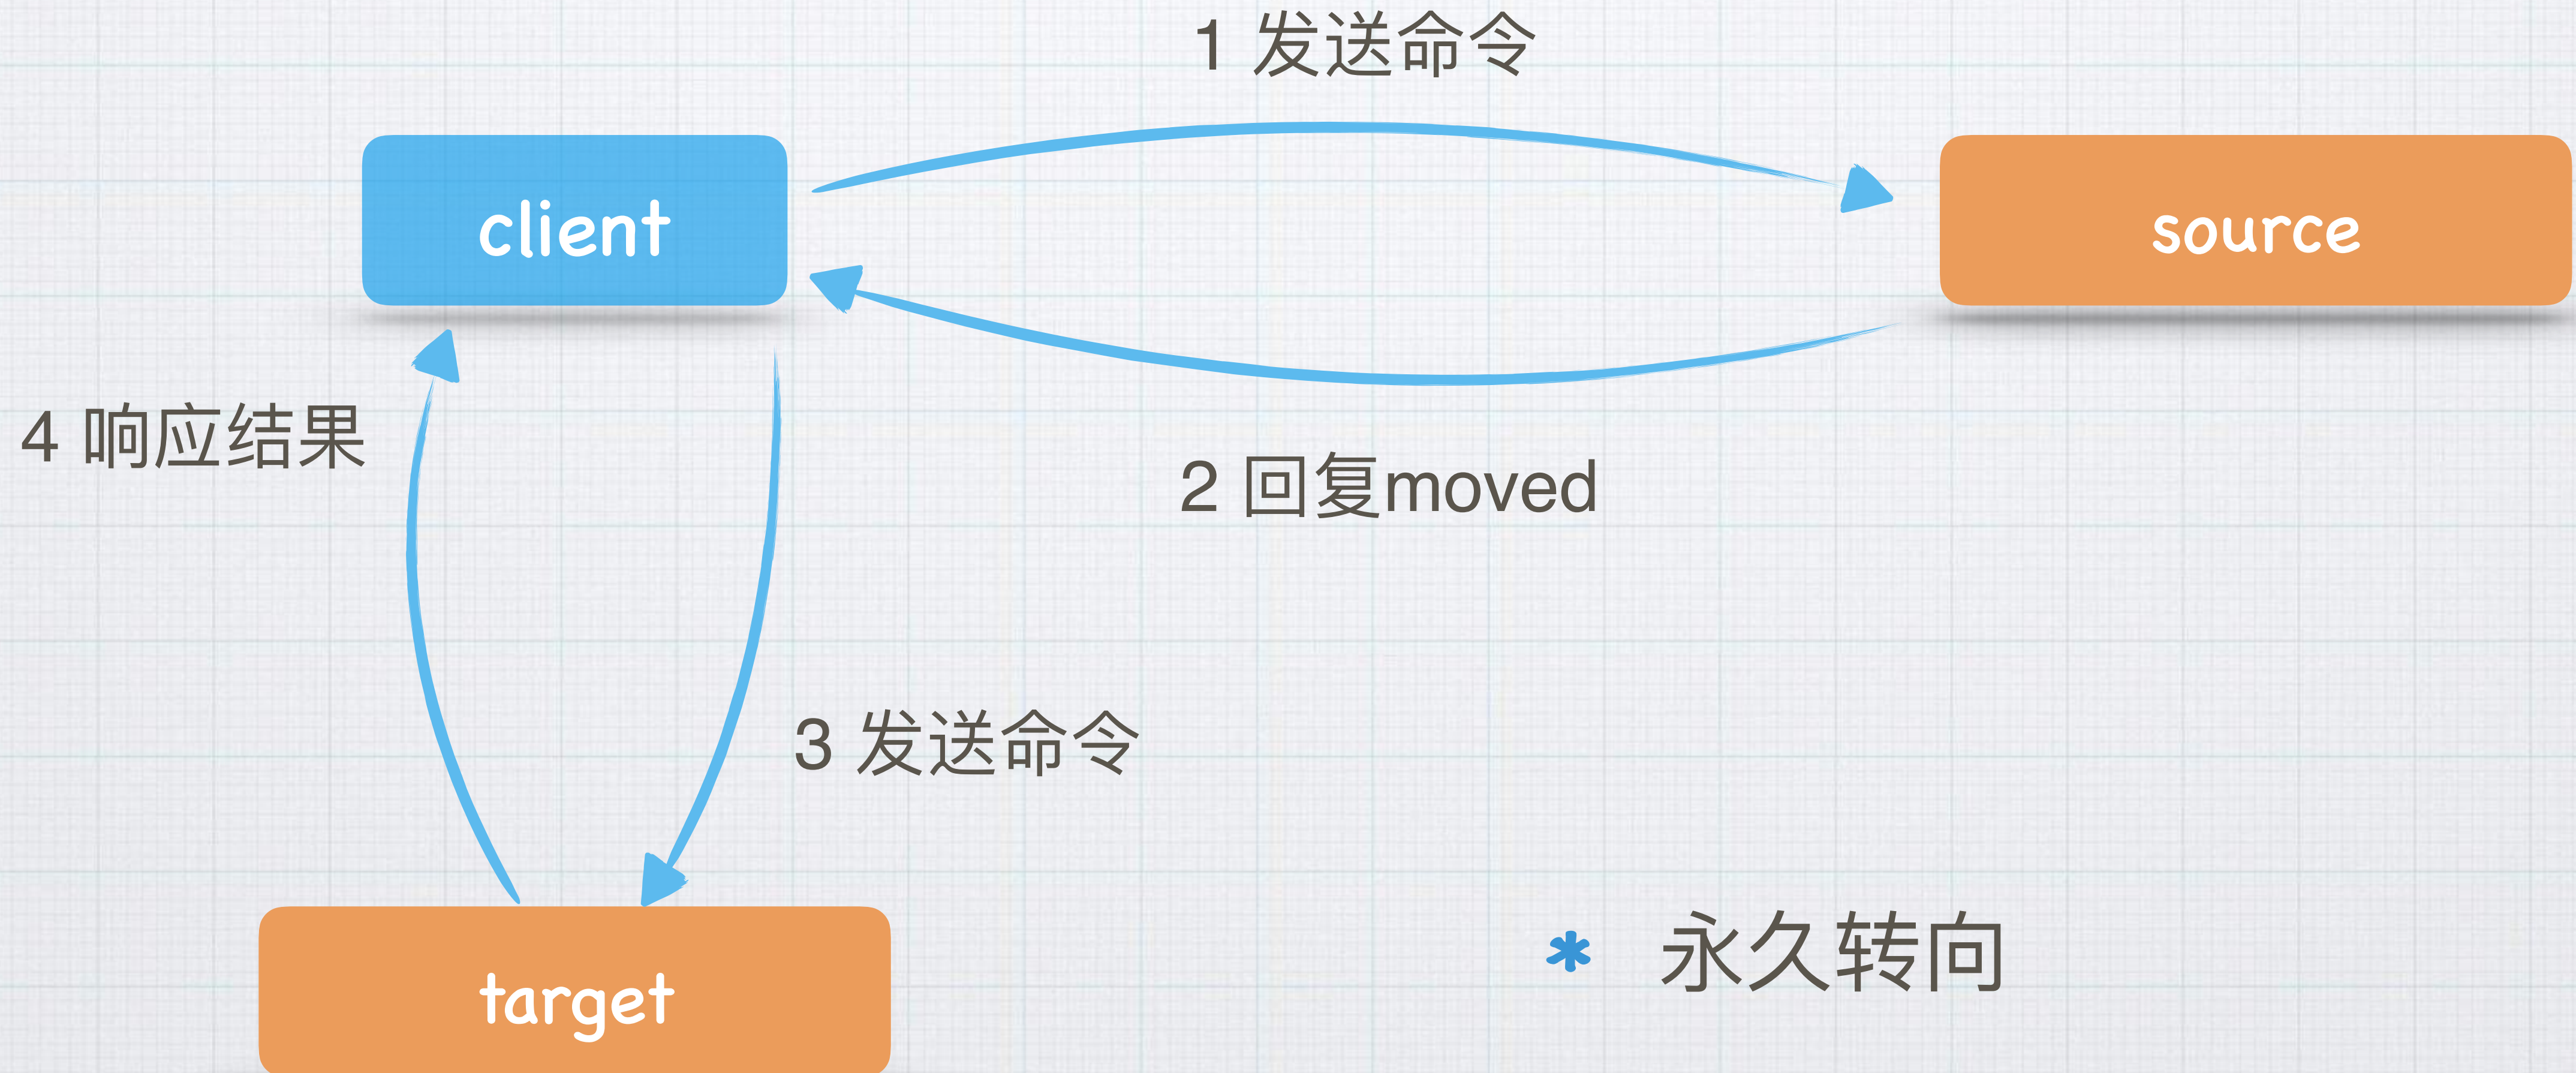 1 发送命令
client
source
4 响应结果
2 回复moved
3 发送命令
* 永久转向
target